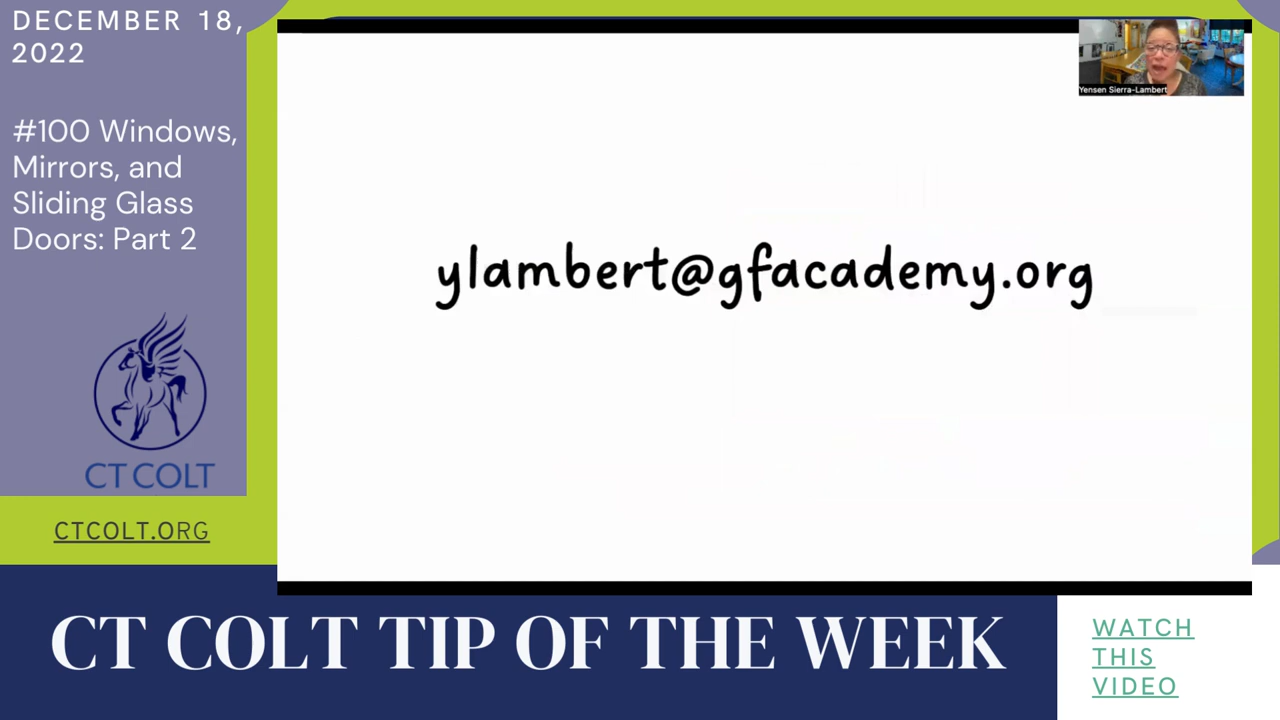 DECEMBER 18,
2022
#100 Windows,
Mirrors, and
Sliding Glass
Doors: Part 2
CT COLT
CTCOLT.ORG
Yensen Sierra-Lambert
ylambert@gfacademy.org
CT COLT TIP OF THE WEEK
WATCH
THIS
VIDEO